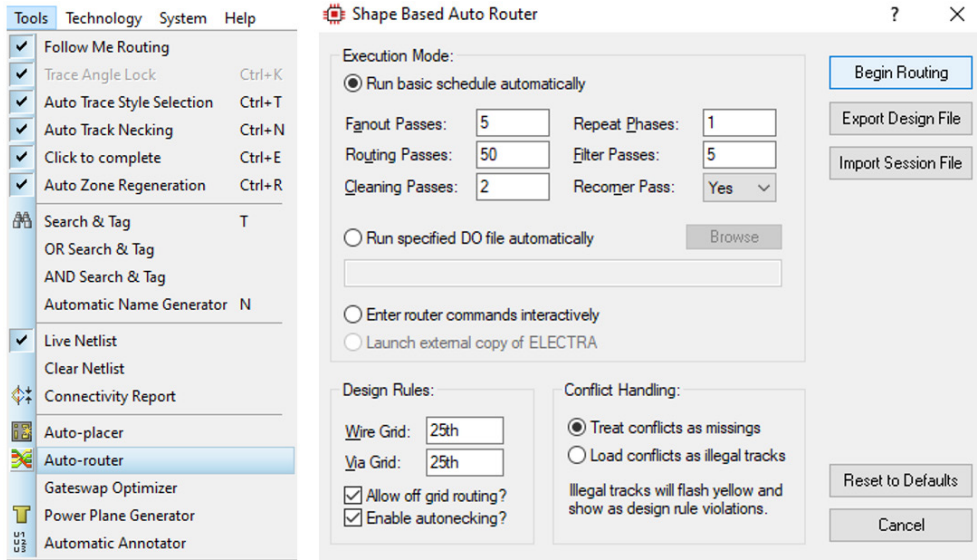 Tools Technology System Help
Follow Me Routing
Trace Angle Lock Ctrl+K
Auto Trace Style Selection Ctrl+T
Auto Track Necking Ctrl+N
Click to complete Ctrl+E
Auto Zone Regeneration Ctrl+R
Search & Tag T
OR Search & Tag
AND Search & Tag
Automatic Name Generator N
Live Netlist
Clear Netlist
Connectivity Report
Auto-placer
Auto-router
Gateswap Optimizer
Power Plane Generator
Automatic Annotator
Shape Based Auto Router ? ×
Execution Mode:
Run basic schedule automatically
Fanout Passes: 5 Repeat Phases: 1
Routing Passes: 50 Filter Passes: 5
Cleaning Passes: 2 Recorner Pass: Yes
Run specified DO file automatically Browse
Enter router commands interactively
Launch external copy of ELECTRA
Design Rules:
Wire Grid: 25th
Via Grid: 25th
Allow off grid routing?
Enable autonecking?
Conflict Handling:
Treat conflicts as missings
Load conflicts as illegal tracks
Illegal tracks will flash yellow and
show as design rule violations.
Begin Routing
Export Design File
Import Session File
Reset to Defaults
Cancel